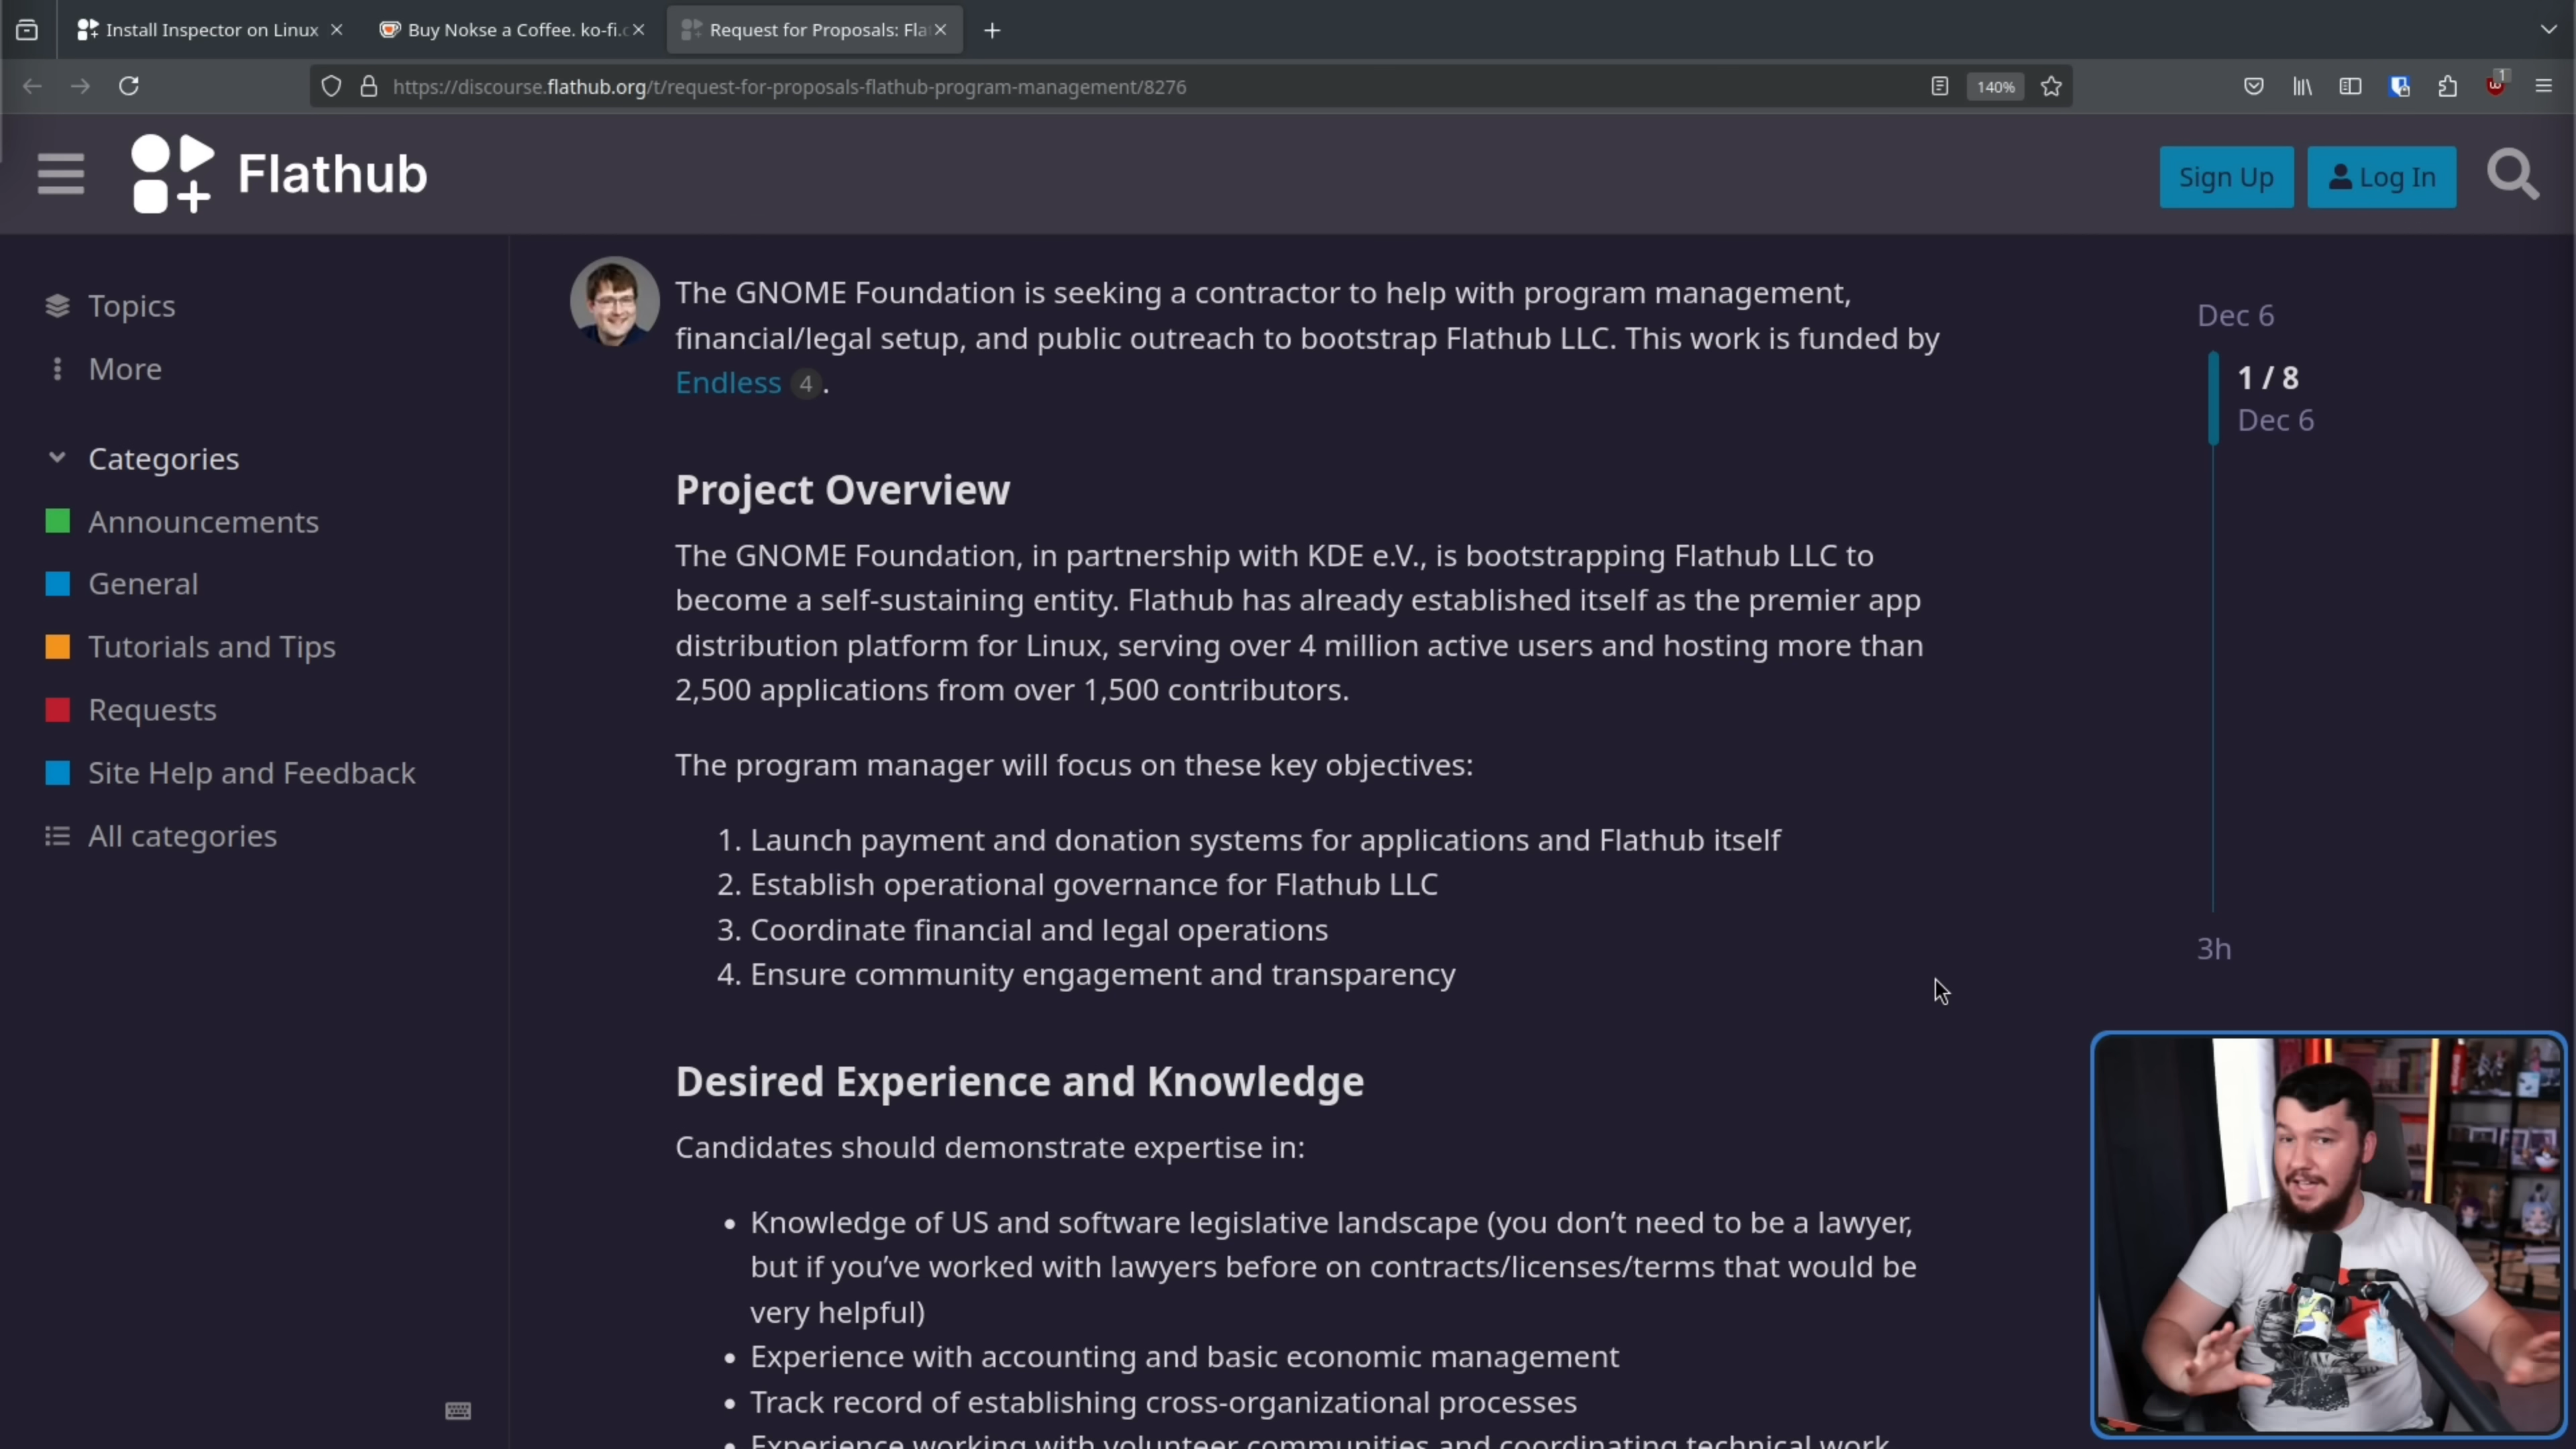 Install Inspector on Linux
Buy Nokse a Coffee. ko-fi.c
Request for Proposals: Fla
https://discourse.flathub.org/t/request-for-proposals-flathub-program-management/8276
140%
1
Flathub
Sign Up
Log In
Topics
More
Categories
Announcements
General
Tutorials and Tips
Requests
Site Help and Feedback
All categories
The GNOME Foundation is seeking a contractor to help with program management,
financial/legal setup, and public outreach to bootstrap Flathub LLC. This work is funded by
Endless 4 .
Project Overview
The GNOME Foundation, in partnership with KDE e.V., is bootstrapping Flathub LLC to
become a self-sustaining entity. Flathub has already established itself as the premier app
distribution platform for Linux, serving over 4 million active users and hosting more than
2,500 applications from over 1,500 contributors.
The program manager will focus on these key objectives:
1. Launch payment and donation systems for applications and Flathub itself
2. Establish operational governance for Flathub LLC
3. Coordinate financial and legal operations
4. Ensure community engagement and transparency
Desired Experience and Knowledge
Candidates should demonstrate expertise in:
• Knowledge of US and software legislative landscape (you don’t need to be a lawyer,
but if you’ve worked with lawyers before on contracts/licenses/terms that would be
very helpful)
• Experience with accounting and basic economic management
• Track record of establishing cross-organizational processes
• Experience working with volunteer communities and coordinating technical work
Dec 6
1 / 8
Dec 6
3h